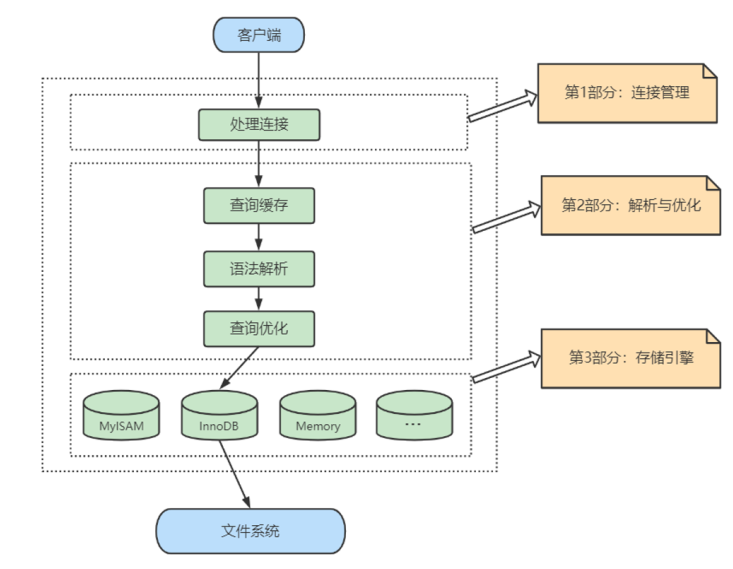 客户端
第1部分：连接管理
处理连接
查询缓存
第2部分：解析与优化
语法解析
查询优化
第3部分：存储引擎
MyISAM
InnoDB
Memory
...
文件系统